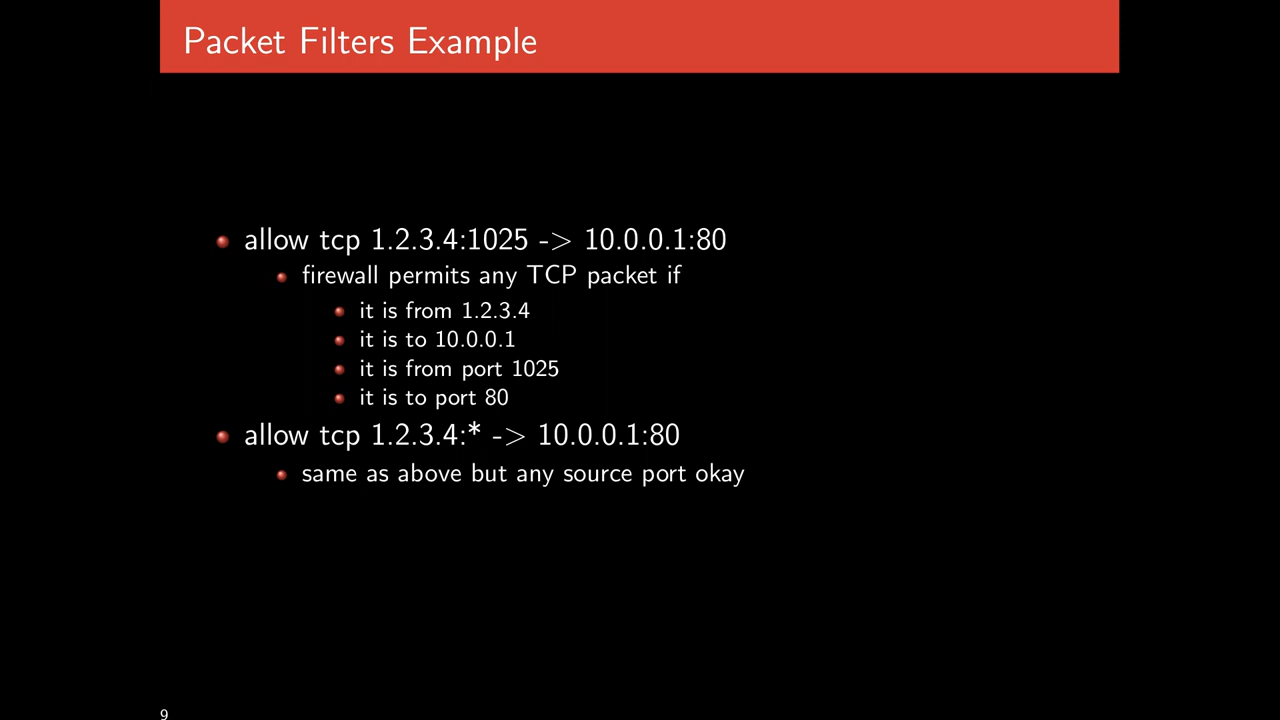 Packet Filters Example
allow tcp 1.2.3.4:1025 -> 10.0.0.1:80
firewall permits any TCP packet if
it is from 1.2.3.4
it is to 10.0.0.1
it is from port 1025
it is to port 80
allow tcp 1.2.3.4:* -> 10.0.0.1:80
same as above but any source port okay
9